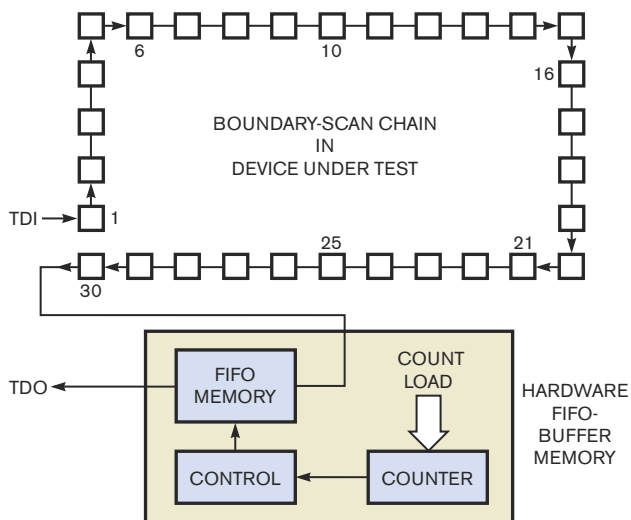 6
10
16
BOUNDARY-SCAN CHAIN
IN
DEVICE UNDER TEST
TDI
1
25
21
30
FIFO
MEMORY
COUNT
LOAD
TDO
HARDWARE
FIFO-
BUFFER
MEMORY
CONTROL
COUNTER